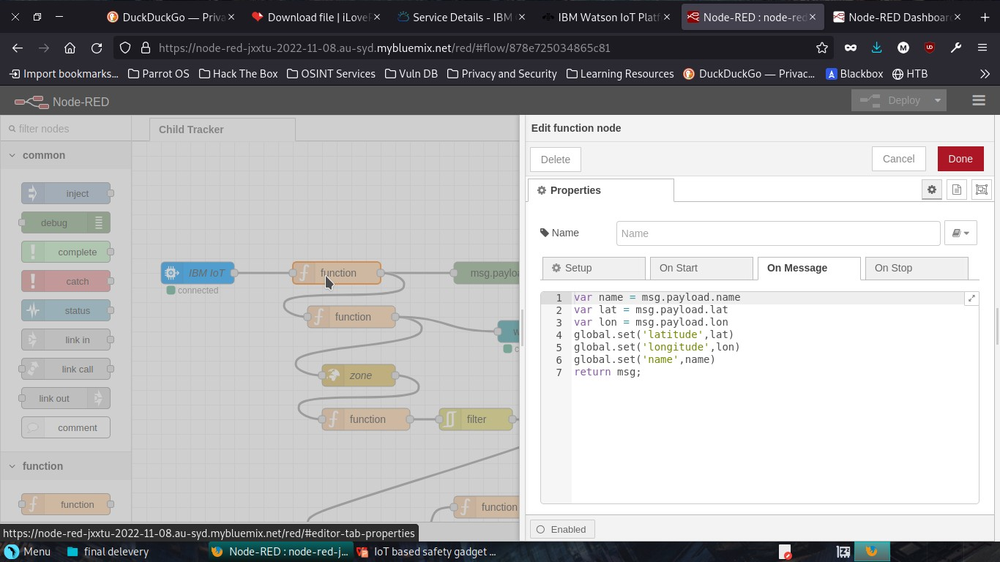 DuckDuckGo — Priva
Download file | iLoveP
Service Details - IBM
IBM Watson IoT Platf
Node-RED : node-red
Node-RED Dashboar
https://node-red-jxxtu-2022-11-08.au-syd.mybluemix.net/red/#flow/878e725034865c81
Import bookmarks...
Parrot OS
Hack The Box
OSINT Services
Vuln DB
Privacy and Security
Learning Resources
DuckDuckGo — Privac...
Blackbox
HTB
Node-RED
Deploy
filter nodes
Child Tracker
common
inject
debug
complete
catch
status
link in
link call
link out
comment
function
function
IBM IoT
connected
function
msg.payloa
function
w
c
zone
function
filter
function
Edit function node
Delete
Cancel
Done
Properties
Name
Name
Setup
On Start
On Message
On Stop
1 var name = msg.payload.name
2 var lat = msg.payload.lat
3 var lon = msg.payload.lon
4 global.set('latitude',lat)
5 global.set('longitude',lon)
6 global.set('name',name)
7 return msg;
Enabled
https://node-red-jxxtu-2022-11-08.au-syd.mybluemix.net/red/#editor-tab-properties
Menu
final delevery
Node-RED : node-red-j...
IoT based safety gadget ...